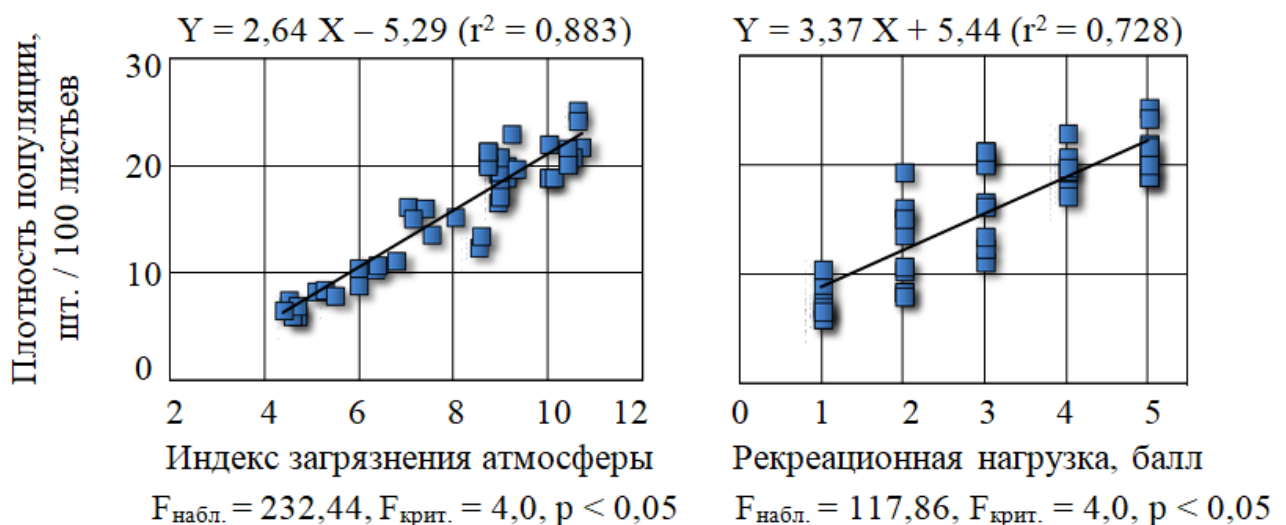 Y = 2,64 X – 5,29 (r² = 0,883)
Y = 3,37 X + 5,44 (r² = 0,728)
Плотность популяции,
шт. / 100 листьев
30
20
10
0
2 4 6 8 10 12
0 1 2 3 4 5
Индекс загрязнения атмосферы
Рекреационная нагрузка, балл
Fнабл. = 232,44, Fкрит. = 4,0, p < 0,05
Fнабл. = 117,86, Fкрит. = 4,0, p < 0,05